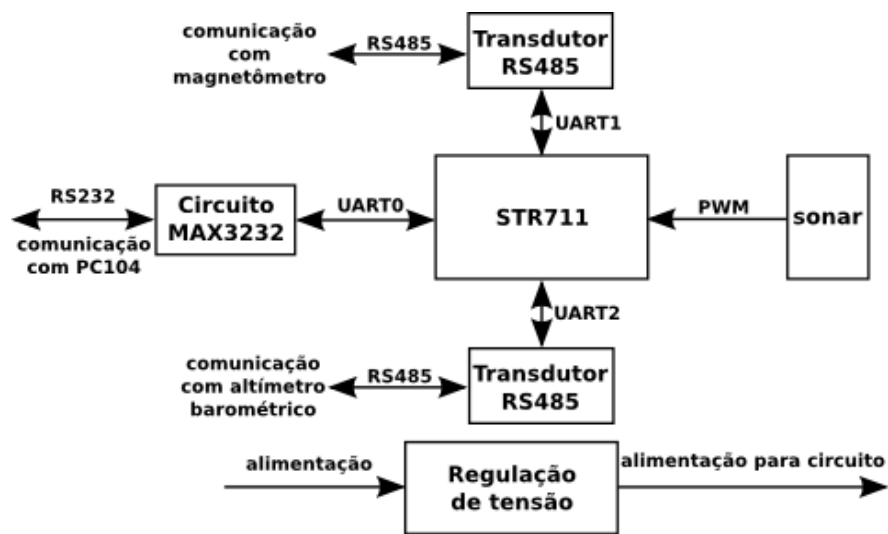 comunicação
com
magnetômetro
RS485
Transdutor
RS485
UART1
RS232
comunicação
com PC104
Circuito
MAX3232
UART0
STR711
PWM
sonar
UART2
comunicação
com altímetro
barométrico
RS485
Transdutor
RS485
alimentação
Regulação
de tensão
alimentação para circuito